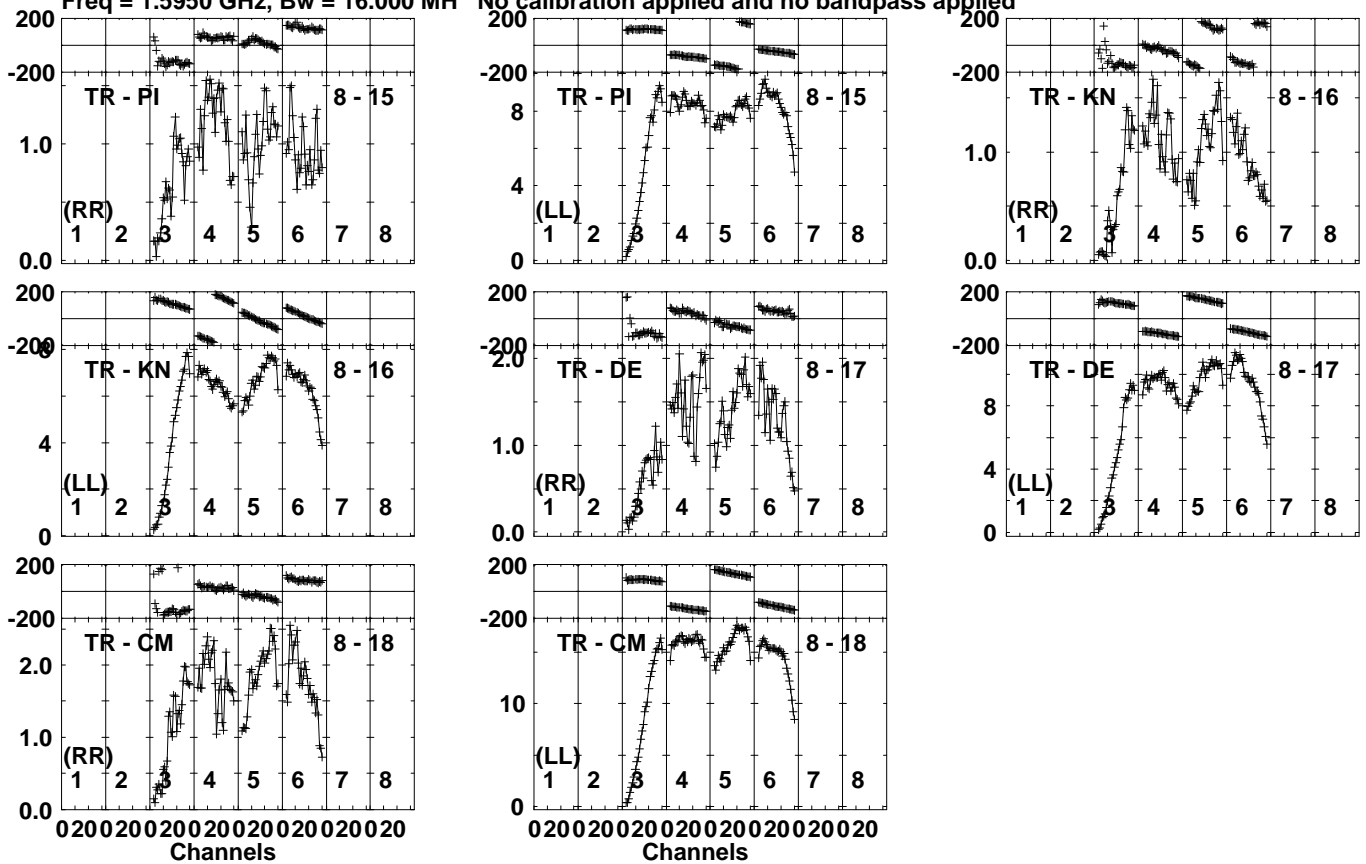 Freq = 1.5950 GHz, Bw = 16.000 MH No calibration applied and no bandpass applied
200
-200
TR - PI 8 - 15
1.0
(RR)
1 2 3 4 5 6 7 8
0.0
200
-200
TR - PI 8 - 15
8
4
(LL)
1 2 3 4 5 6 7 8
0
200
-200
TR - KN 8 - 16
1.0
(RR)
1 2 3 4 5 6 7 8
0.0
200
-200
8
TR - KN 8 - 16
4
(LL)
1 2 3 4 5 6 7 8
0
200
-200
2.0
TR - DE 8 - 17
1.0
(RR)
1 2 3 4 5 6 7 8
0.0
200
-200
TR - DE 8 - 17
8
4
(LL)
1 2 3 4 5 6 7 8
0
200
-200
TR - CM 8 - 18
2.0
1.0
(RR)
1 2 3 4 5 6 7 8
0.0
0 20 0 20 0 20 0 20 0 20 0 20 0 20 0 20
Channels
200
-200
TR - CM 8 - 18
10
(LL)
1 2 3 4 5 6 7 8
0
0 20 0 20 0 20 0 20 0 20 0 20 0 20 0 20
Channels